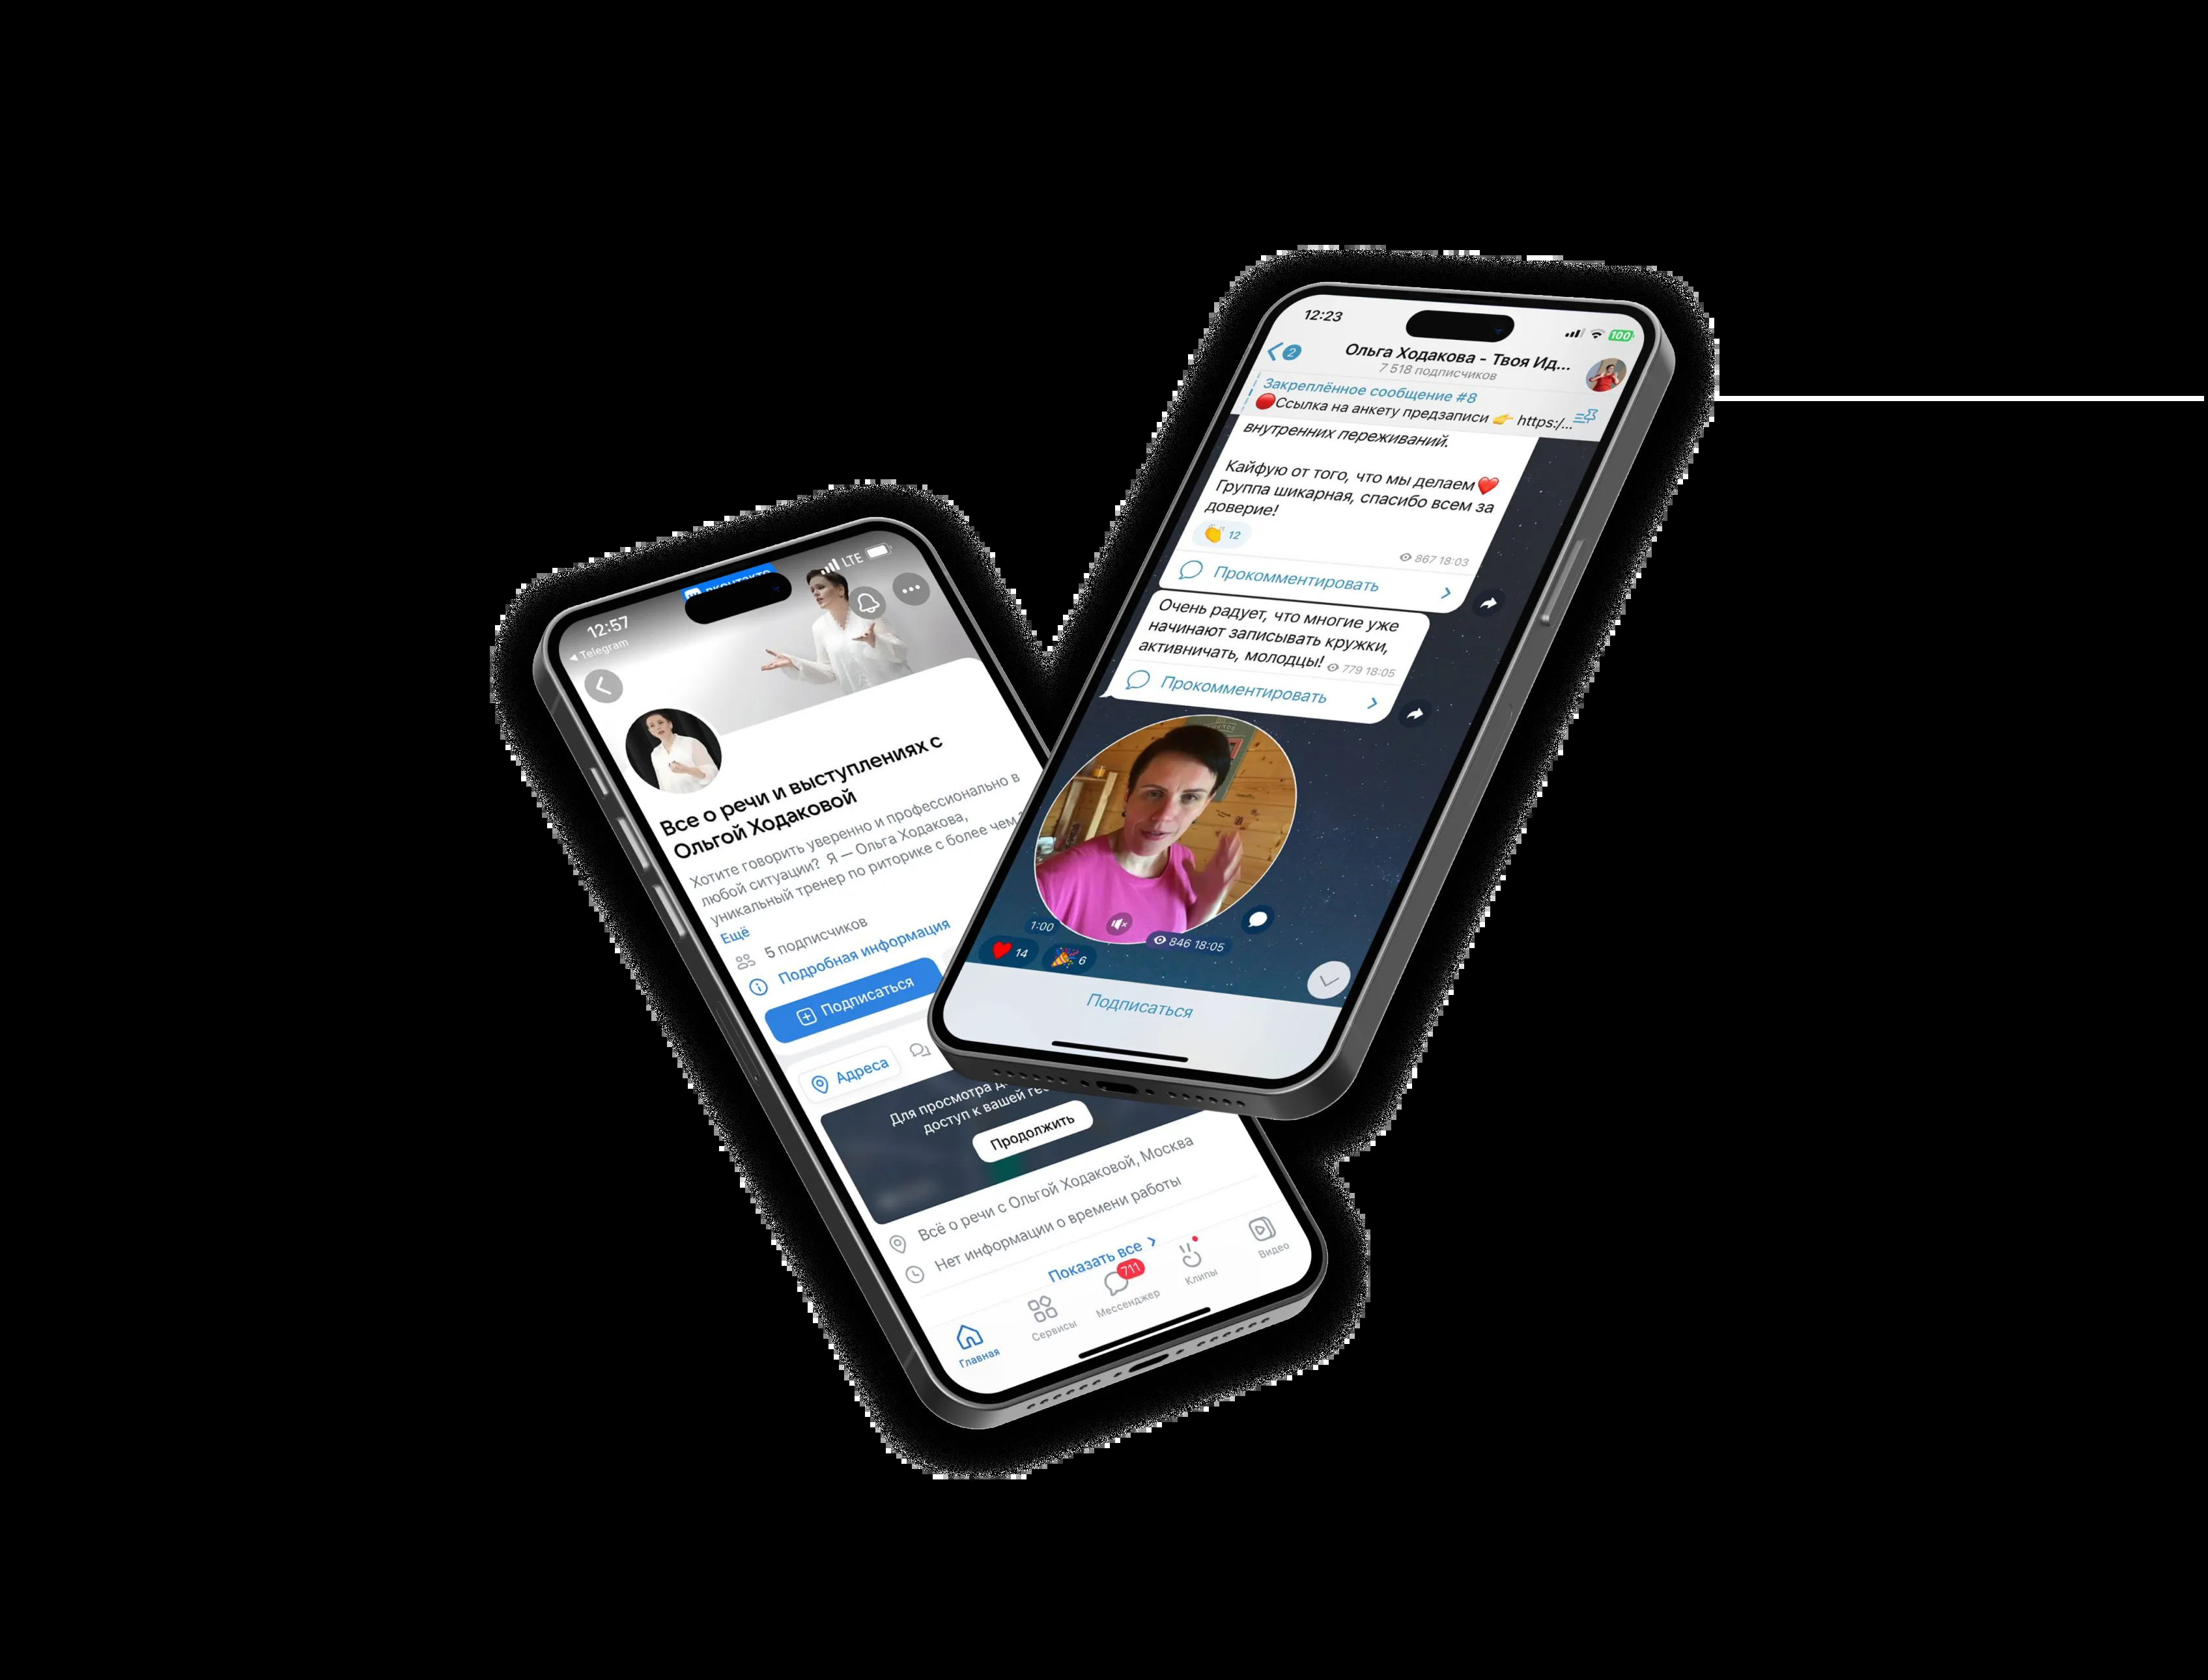 12:57
Telegram
LTE
Все о речи и выступлениях с
Ольгой Ходаковой
Хотите говорить уверенно и профессионально в
любой ситуации? Я — Ольга Ходакова,
уникальный тренер по риторике с более чем
Ещё
5 подписчиков
Подробная информация
Подписаться
Адреса
Для просмотра
доступ к вашей
Продолжить
Всё о речи с Ольгой Ходаковой, Москва
Нет информации о времени работы
Показать все
Главная
Сервисы
711
Мессенджер
Клипы
Видео
12:23
100
2
Ольга Ходакова - Твоя Ид...
7 518 подписчиков
Закреплённое сообщение #8
🔴Ссылка на анкету предзаписи 👉 https:/...
внутренних переживаний.
Кайфую от того, что мы делаем ❤️
Группа шикарная, спасибо всем за
доверие!
👏 12
867 18:03
Прокомментировать
Очень радует, что многие уже
начинают записывать кружки,
активничать, молодцы! 779 18:05
Прокомментировать
1:00
846 18:05
❤️ 14 🎉 6
Подписаться